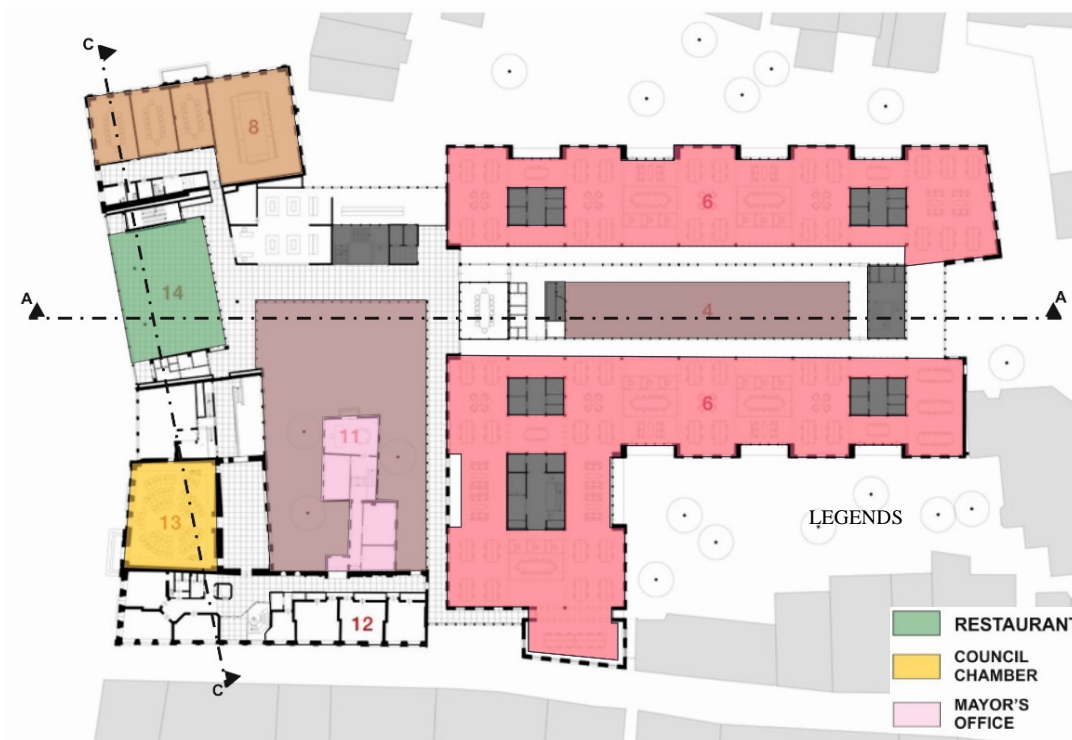 C
8
6
14
A
A
4
11
6
13
LEGENDS
12
RESTAURANT
COUNCIL
CHAMBER
MAYOR'S
OFFICE
C